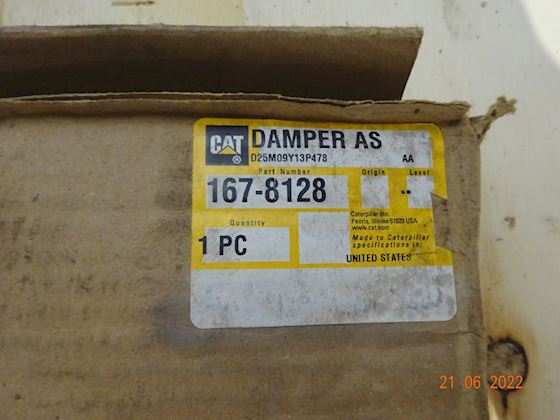 CAT® DAMPER AS
D25M09Y13P478 AA
Part Number Origin Level
167-8128 --
Caterpillar Inc.
Peoria, Illinois 61629 USA
www.cat.com
Quantity
1 PC
Made to Caterpillar
specifications in:
UNITED STATES
21 06 2022